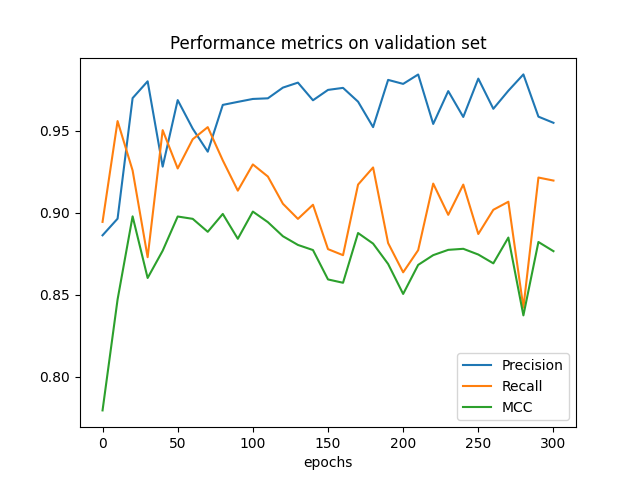 Performance metrics on validation set
0.95
0.90
0.85
0.80
Precision
Recall
MCC
0 50 100 150 200 250 300
epochs